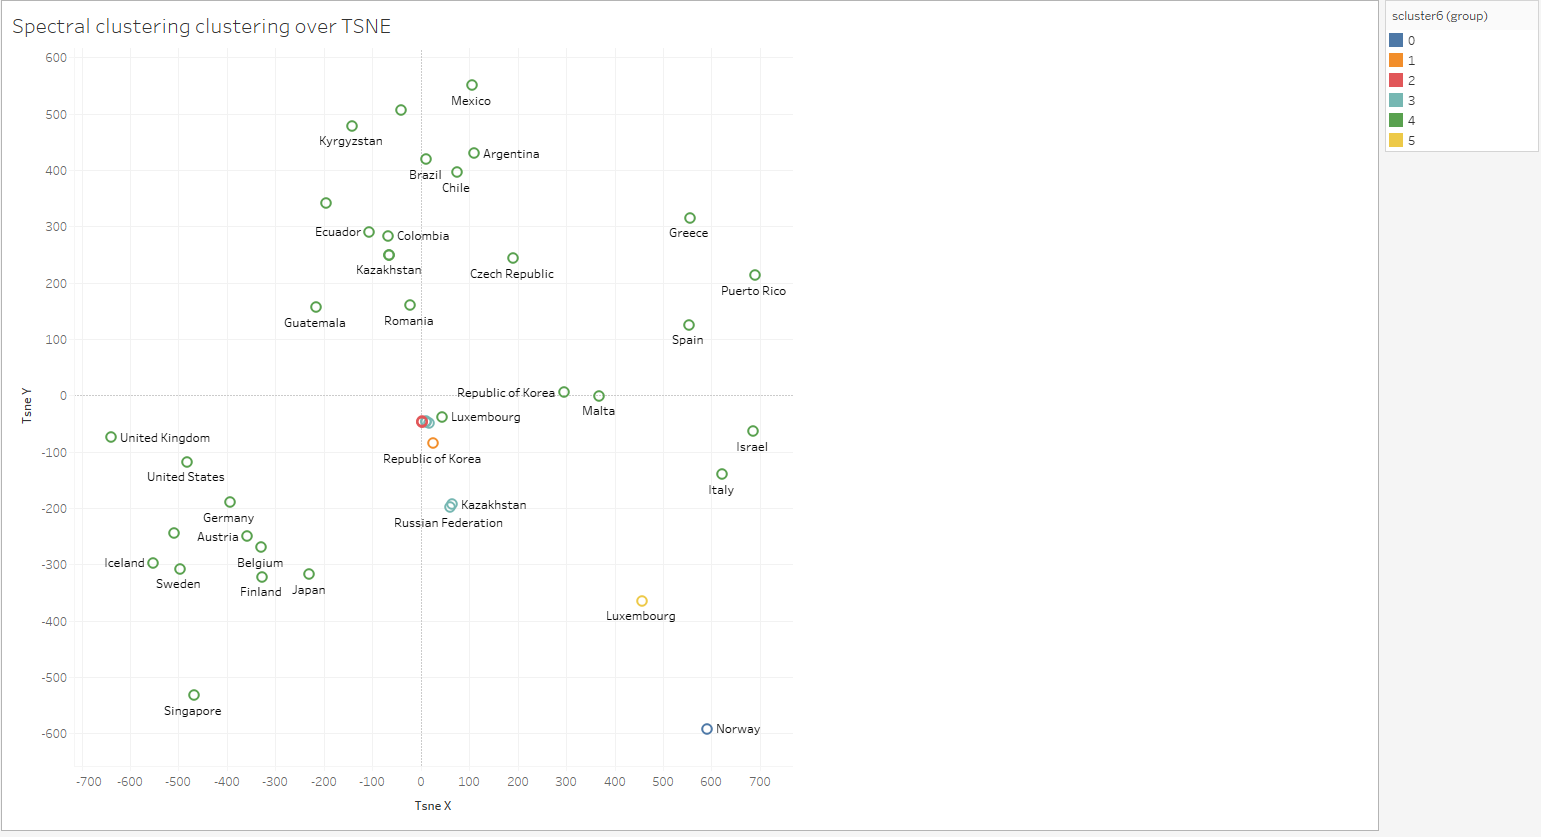 Spectral clustering clustering over TSNE
scluster6 (group)
0
1
2
3
4
5
600
500
400
300
200
100
0
-100
-200
-300
-400
-500
-600
Tsne Y
Mexico
Kyrgyzstan
Argentina
Brazil
Chile
Ecuador
Colombia
Greece
Kazakhstan
Czech Republic
Puerto Rico
Guatemala
Romania
Spain
Republic of Korea
Malta
Luxembourg
United Kingdom
Israel
Republic of Korea
United States
Italy
Kazakhstan
Germany
Russian Federation
Austria
Iceland
Belgium
Sweden
Finland
Japan
Luxembourg
Singapore
Norway
-700 -600 -500 -400 -300 -200 -100 0 100 200 300 400 500 600 700
Tsne X